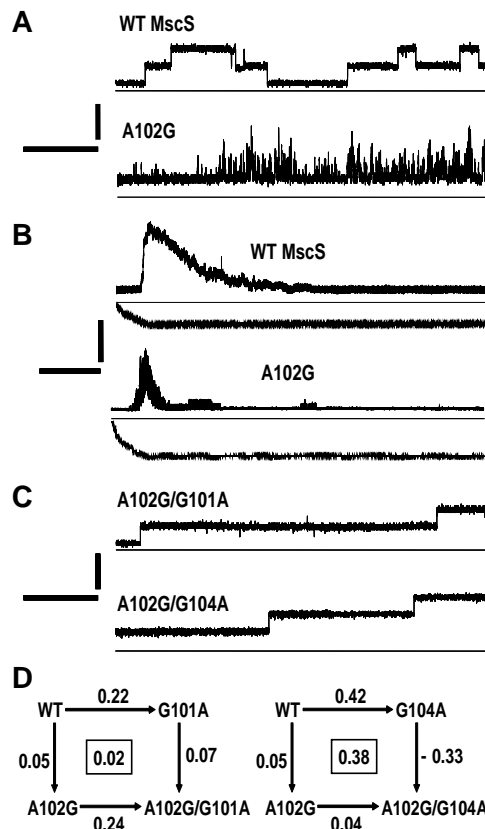 A
WT MscS
A102G
B
WT MscS
A102G
C
A102G/G101A
A102G/G104A
D
WT 0.22 G101A
0.05 0.02 0.07
A102G 0.24 A102G/G101A
WT 0.42 G104A
0.05 0.38 - 0.33
A102G 0.04 A102G/G104A